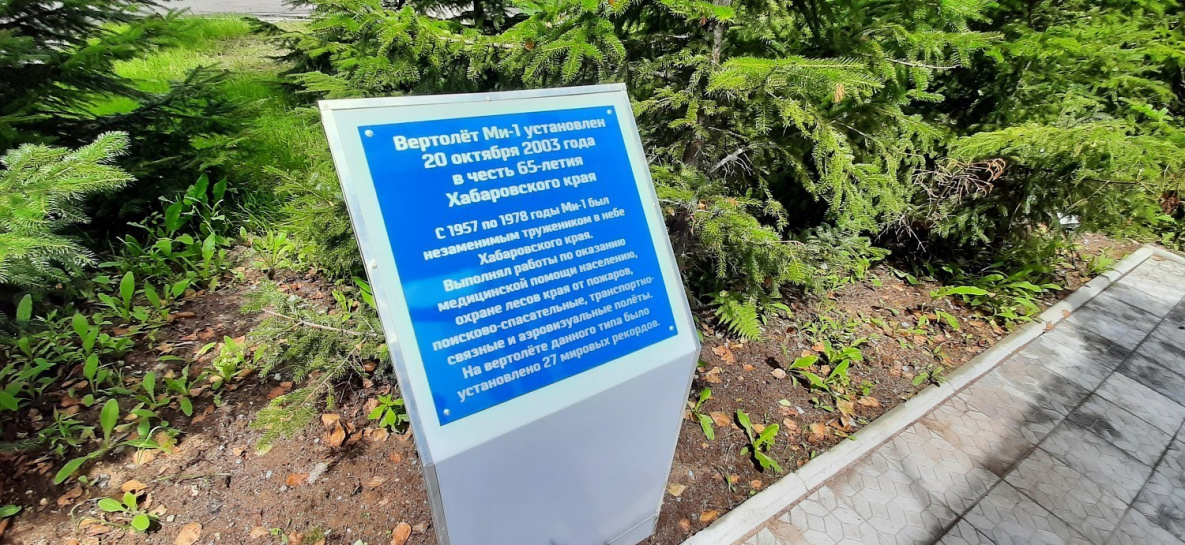 Вертолёт Ми-1 установлен
20 октября 2003 года
в честь 65-летия
Хабаровского края
С 1957 по 1978 годы Ми-1 был
незаменимым тружеником в небе
Хабаровского края.
Выполнял работы по оказанию
медицинской помощи населению,
охране лесов края от пожаров,
поисково-спасательные, транспортно-
связные и аэровизуальные полёты.
На вертолёте данного типа было
установлено 27 мировых рекордов.